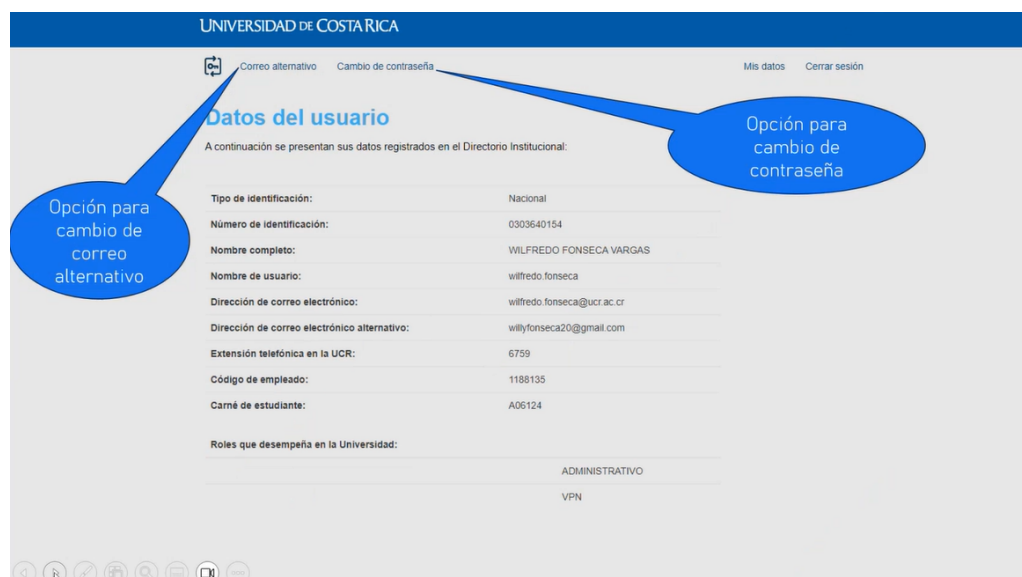 UNIVERSIDAD DE COSTA RICA
Correo alternativo Cambio de contraseña Mis datos Cerrar sesión
Datos del usuario
A continuación se presentan sus datos registrados en el Directorio Institucional:
Opción para
cambio de
contraseña
Opción para
cambio de
correo
alternativo
Tipo de identificación: Nacional
Número de identificación: 0303640154
Nombre completo: WILFREDO FONSECA VARGAS
Nombre de usuario: wilfredo.fonseca
Dirección de correo electrónico: wilfredo.fonseca@ucr.ac.cr
Dirección de correo electrónico alternativo: willyfonseca20@gmail.com
Extensión telefónica en la UCR: 6759
Código de empleado: 1188135
Carné de estudiante: A06124
Roles que desempeña en la Universidad:
ADMINISTRATIVO
VPN